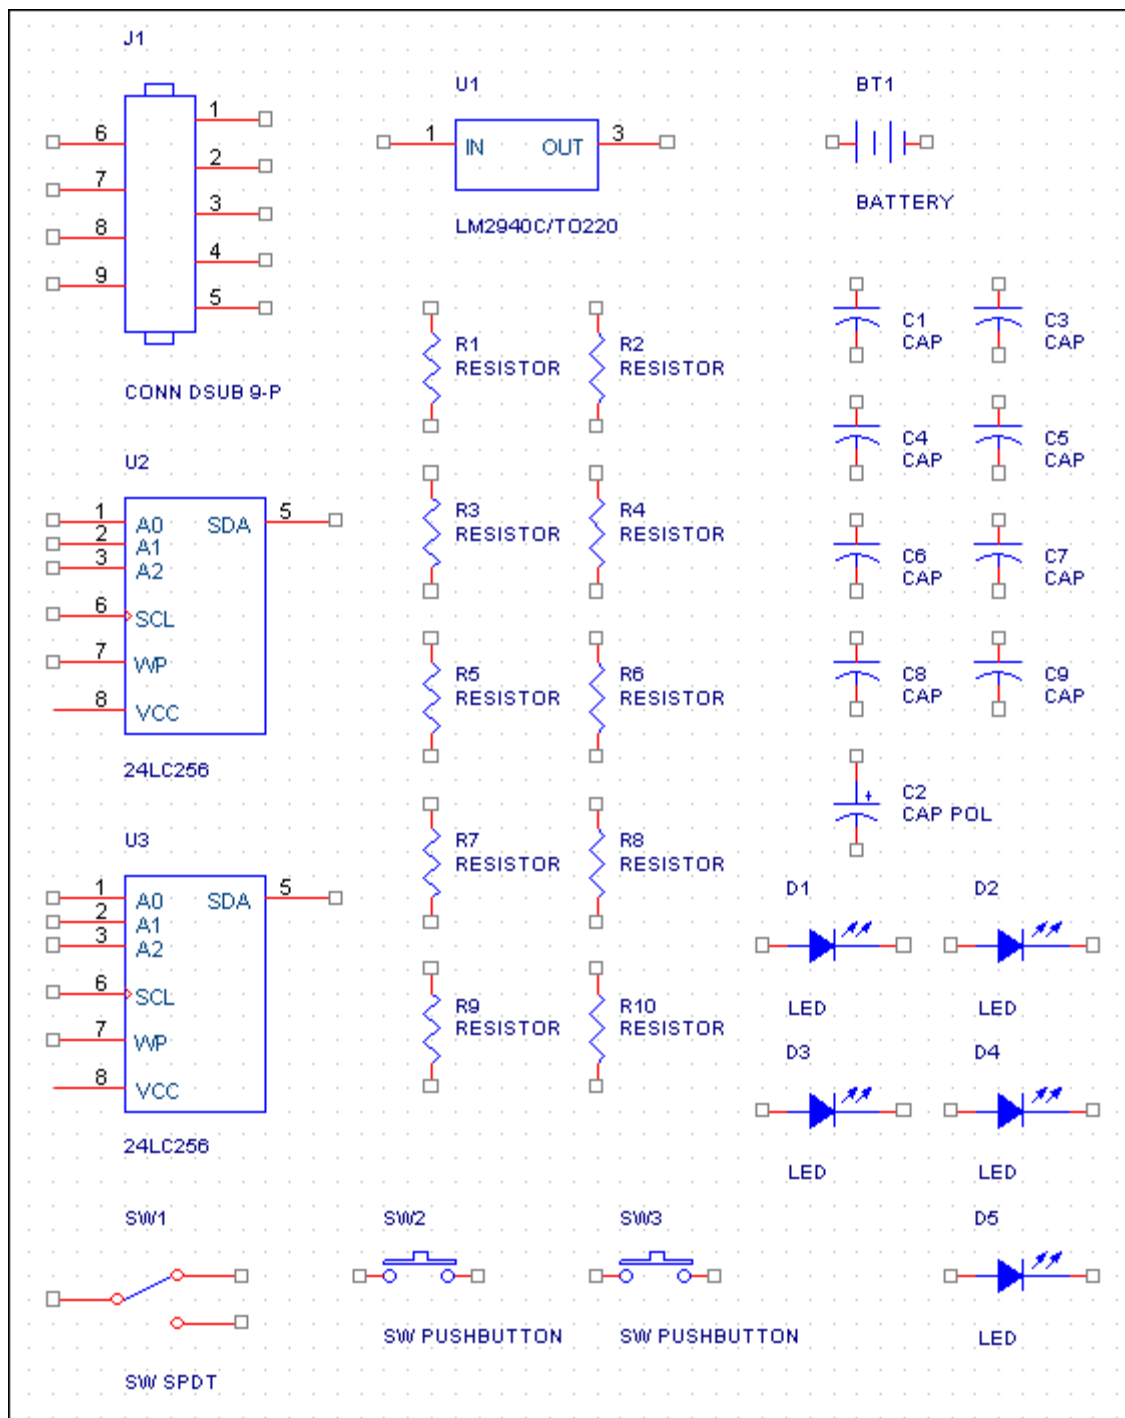 J1
1
6
2
7
3
8
4
9
5
CONN DSUB 9-P
U1
1
IN
OUT
3
LM2940C/TO220
BT1
BATTERY
R1
RESISTOR
R2
RESISTOR
R3
RESISTOR
R4
RESISTOR
R5
RESISTOR
R6
RESISTOR
R7
RESISTOR
R8
RESISTOR
R9
RESISTOR
R10
RESISTOR
C1
CAP
C3
CAP
C4
CAP
C5
CAP
C6
CAP
C7
CAP
C8
CAP
C9
CAP
+
C2
CAP POL
U2
1 A0 SDA 5
2 A1
3 A2
6 SCL
7 WP
8 VCC
24LC256
U3
1 A0 SDA 5
2 A1
3 A2
6 SCL
7 WP
8 VCC
24LC256
D1
LED
D2
LED
D3
LED
D4
LED
D5
LED
SW1
SW SPDT
SW2
SW PUSHBUTTON
SW3
SW PUSHBUTTON